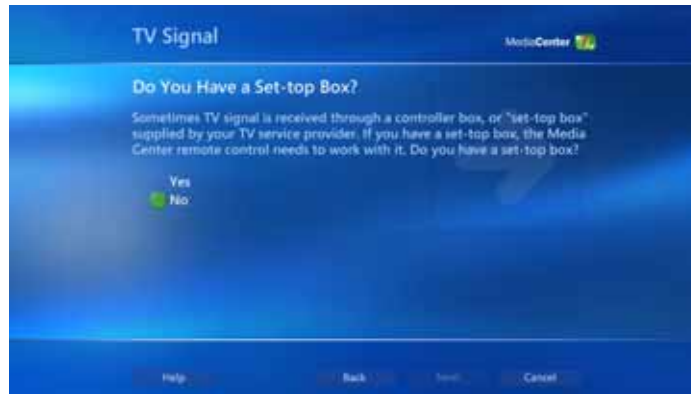 TV Signal
MediaCenter
Do You Have a Set-top Box?
Sometimes TV signal is received through a controller box, or "set-top box"
supplied by your TV service provider. If you have a set-top box, the Media
Center remote control needs to work with it. Do you have a set-top box?
Yes
No
Help Back Next Cancel